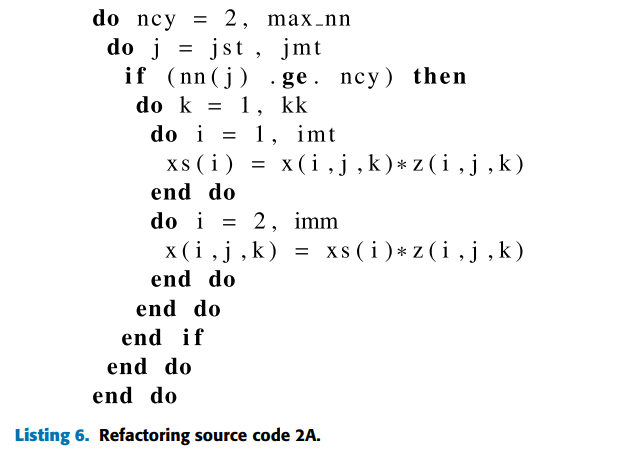 do ncy = 2, max_nn
do j = jst, jmt
if (nn(j) .ge. ncy) then
do k = 1, kk
do i = 1, imt
xs(i) = x(i,j,k)*z(i,j,k)
end do
do i = 2, imm
x(i,j,k) = xs(i)*z(i,j,k)
end do
end do
end if
end do
end do
Listing 6. Refactoring source code 2A.